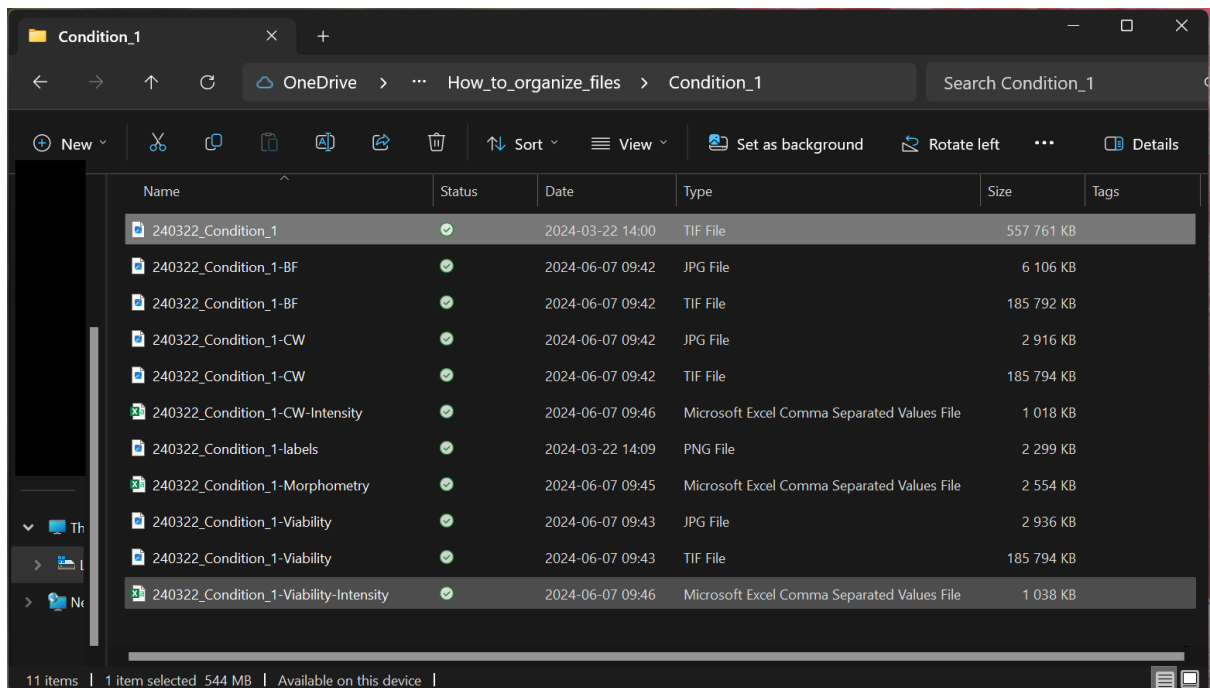 Condition_1
OneDrive > ... How_to_organize_files > Condition_1 Search Condition_1
New Sort View Set as background Rotate left ... Details
Name Status Date Type Size Tags
240322_Condition_1 2024-03-22 14:00 TIF File 557 761 KB
240322_Condition_1-BF 2024-06-07 09:42 JPG File 6 106 KB
240322_Condition_1-BF 2024-06-07 09:42 TIF File 185 792 KB
240322_Condition_1-CW 2024-06-07 09:42 JPG File 2 916 KB
240322_Condition_1-CW 2024-06-07 09:42 TIF File 185 794 KB
240322_Condition_1-CW-Intensity 2024-06-07 09:46 Microsoft Excel Comma Separated Values File 1 018 KB
240322_Condition_1-labels 2024-03-22 14:09 PNG File 2 299 KB
240322_Condition_1-Morphometry 2024-06-07 09:45 Microsoft Excel Comma Separated Values File 2 554 KB
240322_Condition_1-Viability 2024-06-07 09:43 JPG File 2 936 KB
Th 240322_Condition_1-Viability 2024-06-07 09:43 TIF File 185 794 KB
Ne 240322_Condition_1-Viability-Intensity 2024-06-07 09:46 Microsoft Excel Comma Separated Values File 1 038 KB
11 items | 1 item selected 544 MB | Available on this device |